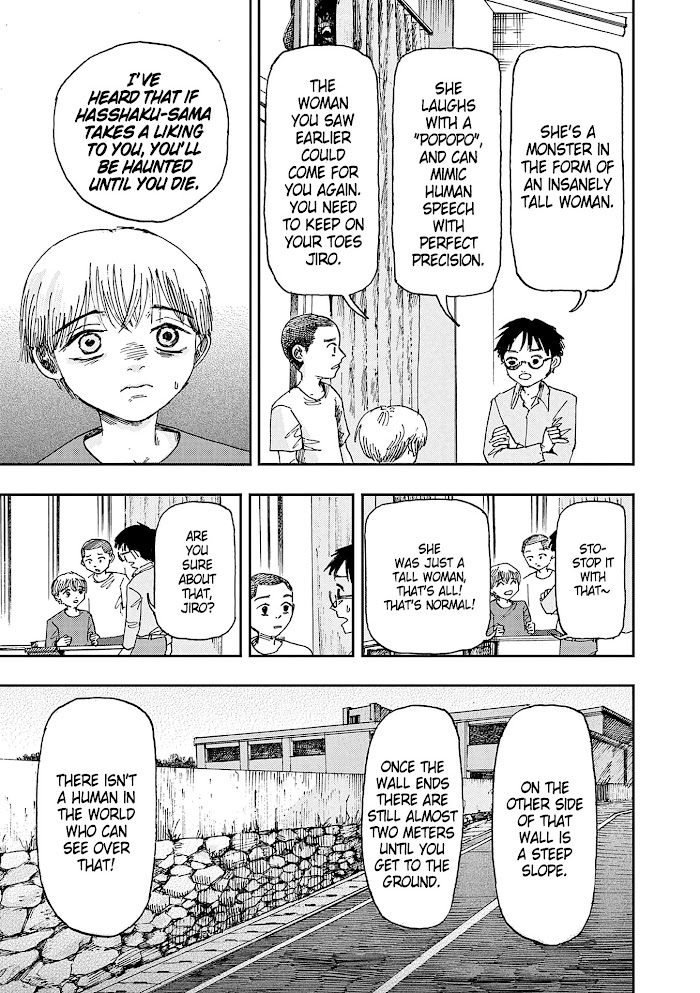 SHE'S A
MONSTER IN
THE FORM OF
AN INSANELY
TALL WOMAN.
SHE
LAUGHS
WITH A
"POPOPO",
AND CAN
MIMIC
HUMAN
SPEECH
WITH
PERFECT
PRECISION.
THE
WOMAN
YOU SAW
EARLIER
COULD
COME FOR
YOU AGAIN.
YOU NEED
TO KEEP ON
YOUR TOES
JIRO.
I'VE
HEARD THAT IF
HASSHAKU-SAMA
TAKES A LIKING
TO YOU, YOU'LL
BE HAUNTED
UNTIL YOU DIE.
STO-
STOP IT
WITH
THAT~
SHE
WAS JUST A
TALL WOMAN,
THAT'S ALL!
THAT'S NORMAL!
ARE
YOU
SURE
ABOUT
THAT,
JIRO?
ON
THE OTHER
SIDE OF
THAT
WALL IS
A STEEP
SLOPE.
ONCE
THE WALL ENDS
THERE ARE
STILL ALMOST
TWO METERS
UNTIL YOU
GET TO THE
GROUND.
THERE ISN'T
A HUMAN IN
THE WORLD
WHO CAN
SEE OVER
THAT!